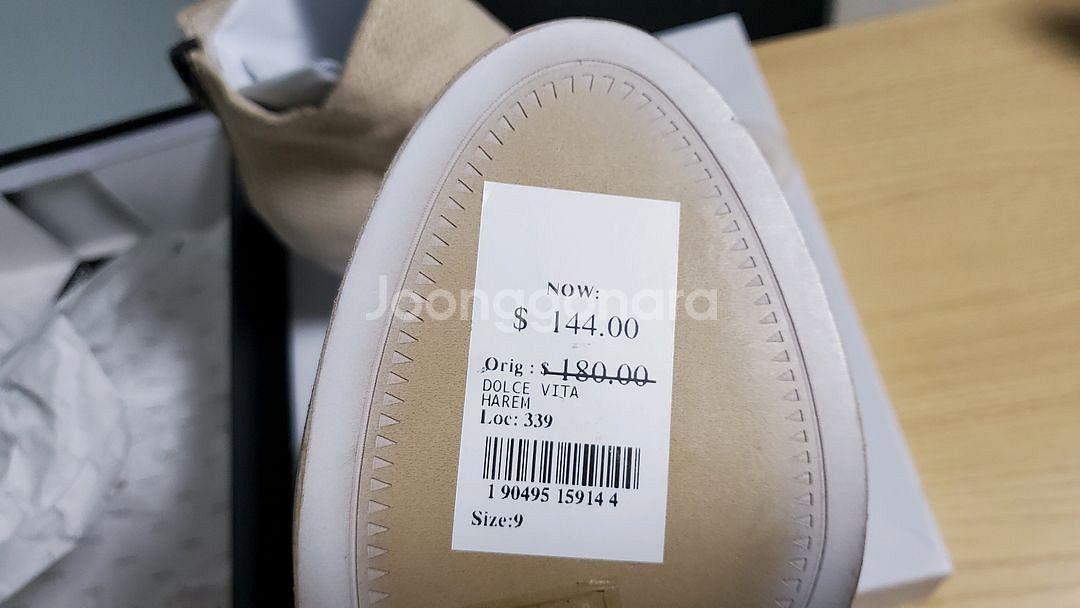 NOW:
$ 144.00
Orig : $ 180.00
DOLCE VITA
HAREM
Loc: 339
1 90495 15914 4
Size:9
Joonggonara